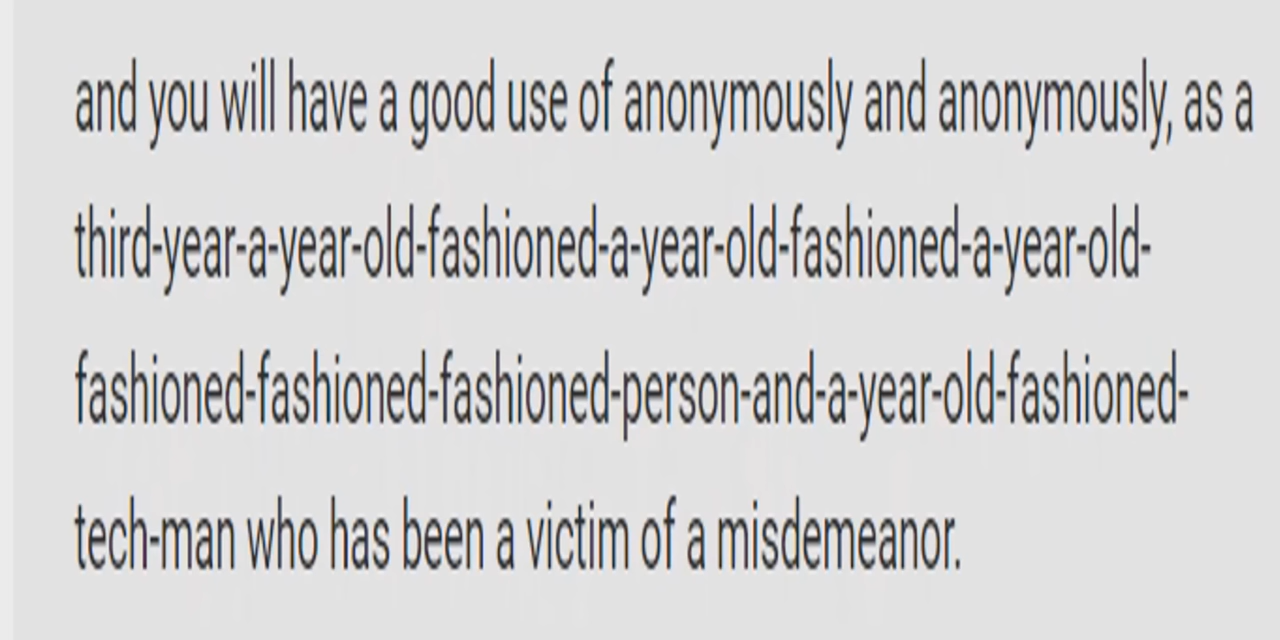 and you will have a good use of anonymously and anonymously, as a
third-year-a-year-old-fashioned-a-year-old-fashioned-a-year-old-
fashioned-fashioned-fashioned-person-and-a-year-old-fashioned-
tech-man who has been a victim of a misdemeanor.